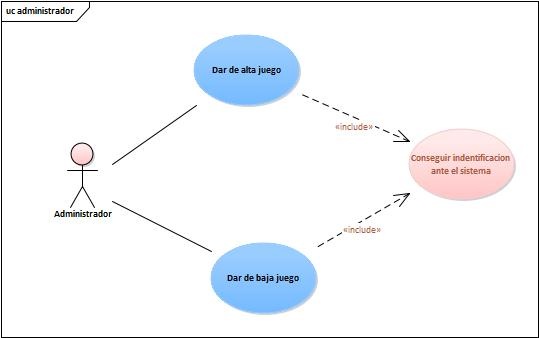 uc administrador
Dar de alta juego
«include»
Conseguir indentificacion
ante el sistema
Administrador
«include»
Dar de baja juego